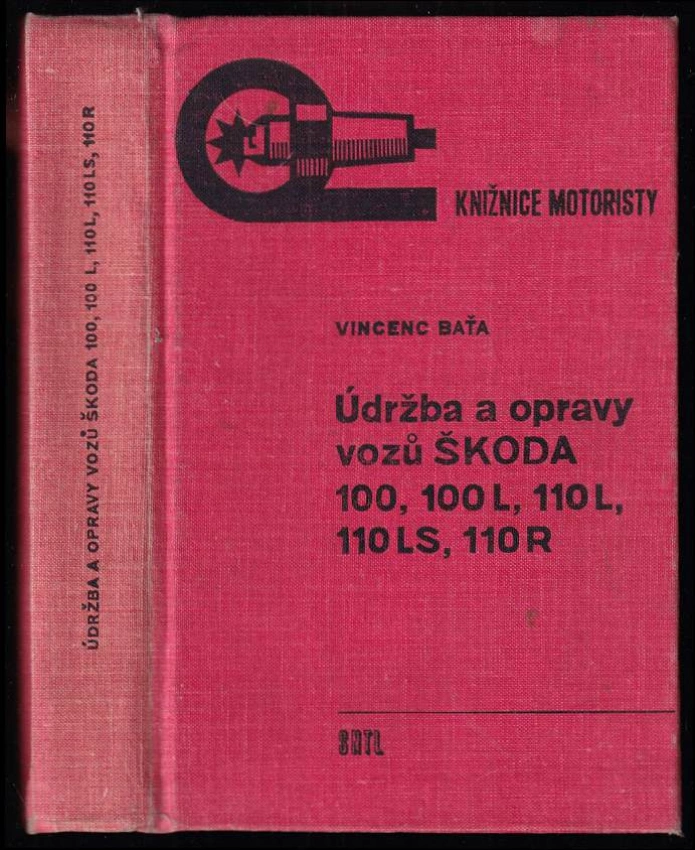 ÚDRŽBA A OPRAVY VOZŮ ŠKODA 100, 100 L, 110 L, 110 LS, 110 R
KNIŽNICE MOTORISTY
VINCENC BAŤA
Údržba a opravy
vozů ŠKODA
100, 100 L, 110 L,
110 LS, 110 R
SNTL